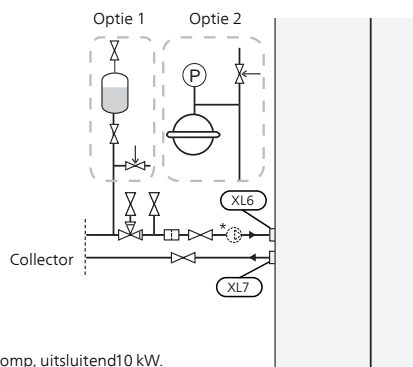 Optie 1
Optie 2
P
XL6
*
Collector
XL7
omp, uitsluitend10 kW.